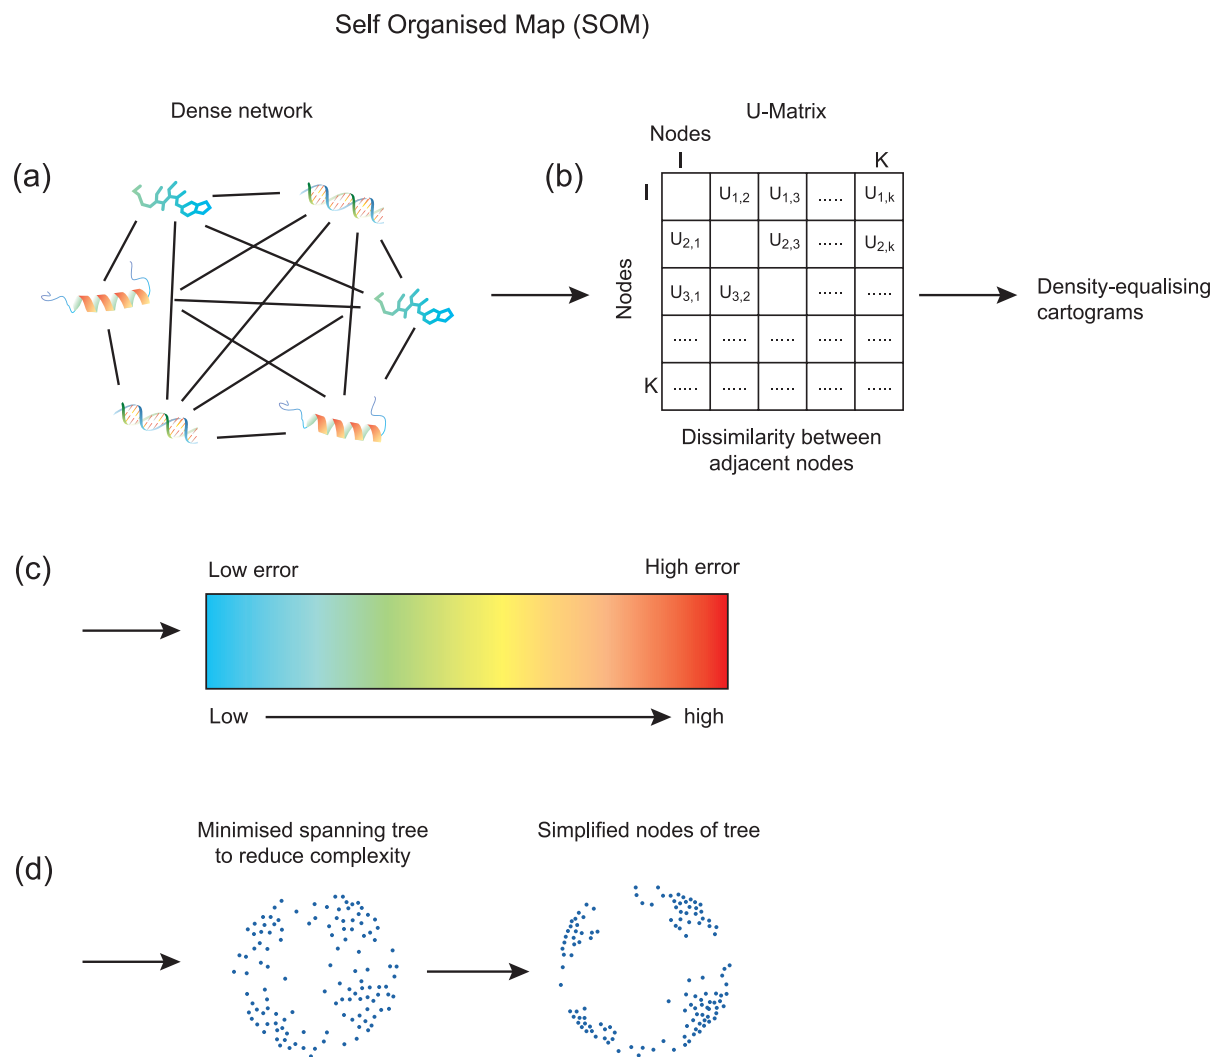 Self Organised Map (SOM)
Dense network
U-Matrix
Nodes
(a)
(b)
I
K
I
U1,2
U1,3
.....
U1,k
U2,1
U2,3
.....
U2,k
Nodes
U3,1
U3,2
.....
.....
Density-equalising
cartograms
.....
.....
.....
.....
.....
K
.....
.....
.....
.....
.....
Dissimilarity between
adjacent nodes
(c)
Low error
High error
Low
high
Minimised spanning tree
to reduce complexity
Simplified nodes of tree
(d)